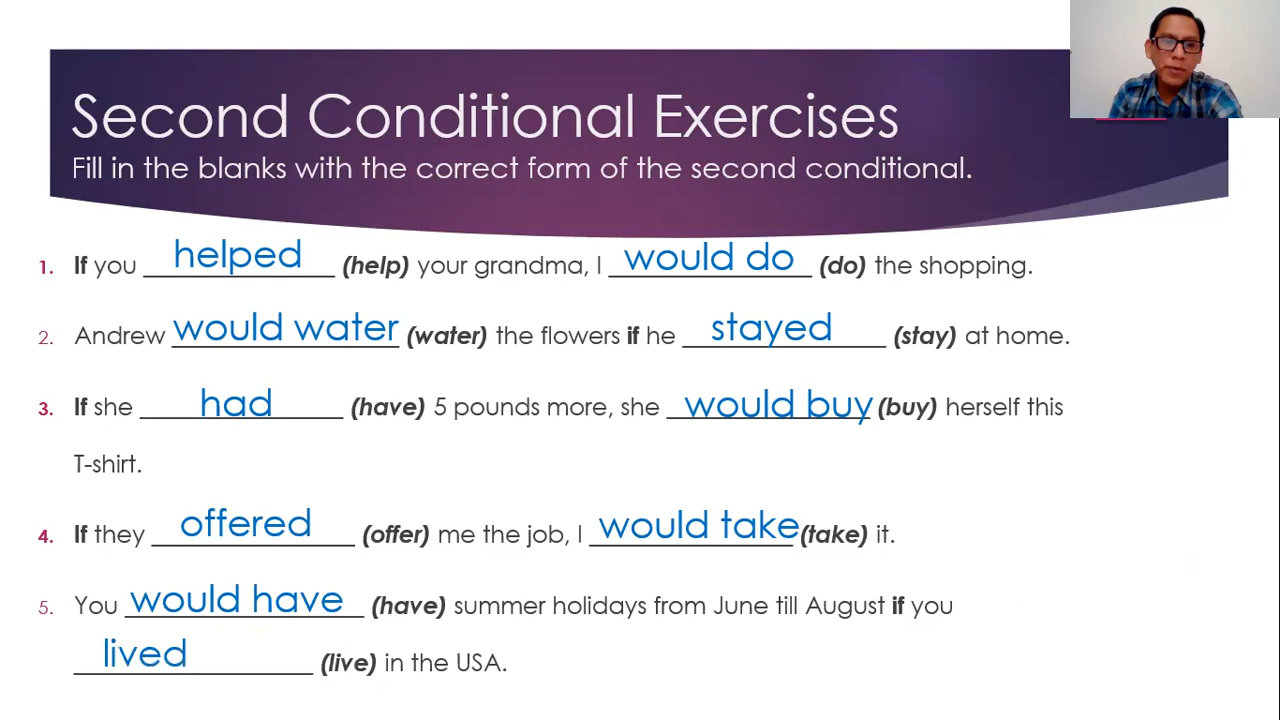 Second Conditional Exercises
Fill in the blanks with the correct form of the second conditional.
1. If you helped (help) your grandma, I would do (do) the shopping.
2. Andrew would water (water) the flowers if he stayed (stay) at home.
3. If she had (have) 5 pounds more, she would buy (buy) herself this
T-shirt.
4. If they offered (offer) me the job, I would take (take) it.
5. You would have (have) summer holidays from June till August if you
lived (live) in the USA.